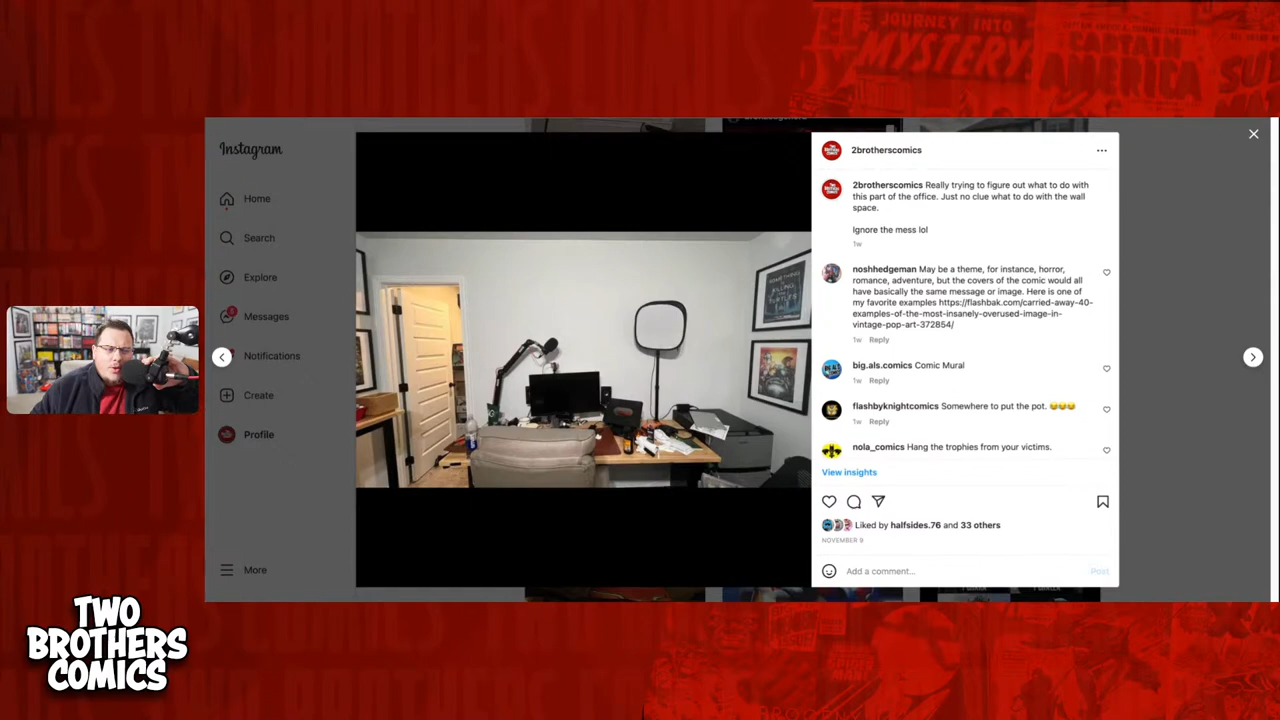 JOURNEY INTO
MYSTERY
CAPTAIN
AMERICA
Instagram
Home
Search
Explore
Messages
Notifications
Create
Profile
More
SOMETHING
IS
KILLING
THE
2brotherscomics
2brotherscomics Really trying to figure out what to do with
this part of the office. Just no clue what to do with the wall
space.
Ignore the mess lol
1w
noshhedgeman May be a theme, for instance, horror,
romance, adventure, but the covers of the comic would all
have basically the same message or image. Here is one of
my favorite examples https://flashbak.com/carried-away-40-
examples-of-the-most-insanely-overused-image-in-
vintage-pop-art-372854/
1w Reply
big.als.comics Comic Mural
1w Reply
flashbyknightcomics Somewhere to put the pot. 😂😂😂
1w Reply
nola_comics Hang the trophies from your victims.
View insights
Liked by halfsides.76 and 33 others
NOVEMBER 9
Add a comment...
Post
TWO
BROTHERS
COMICS